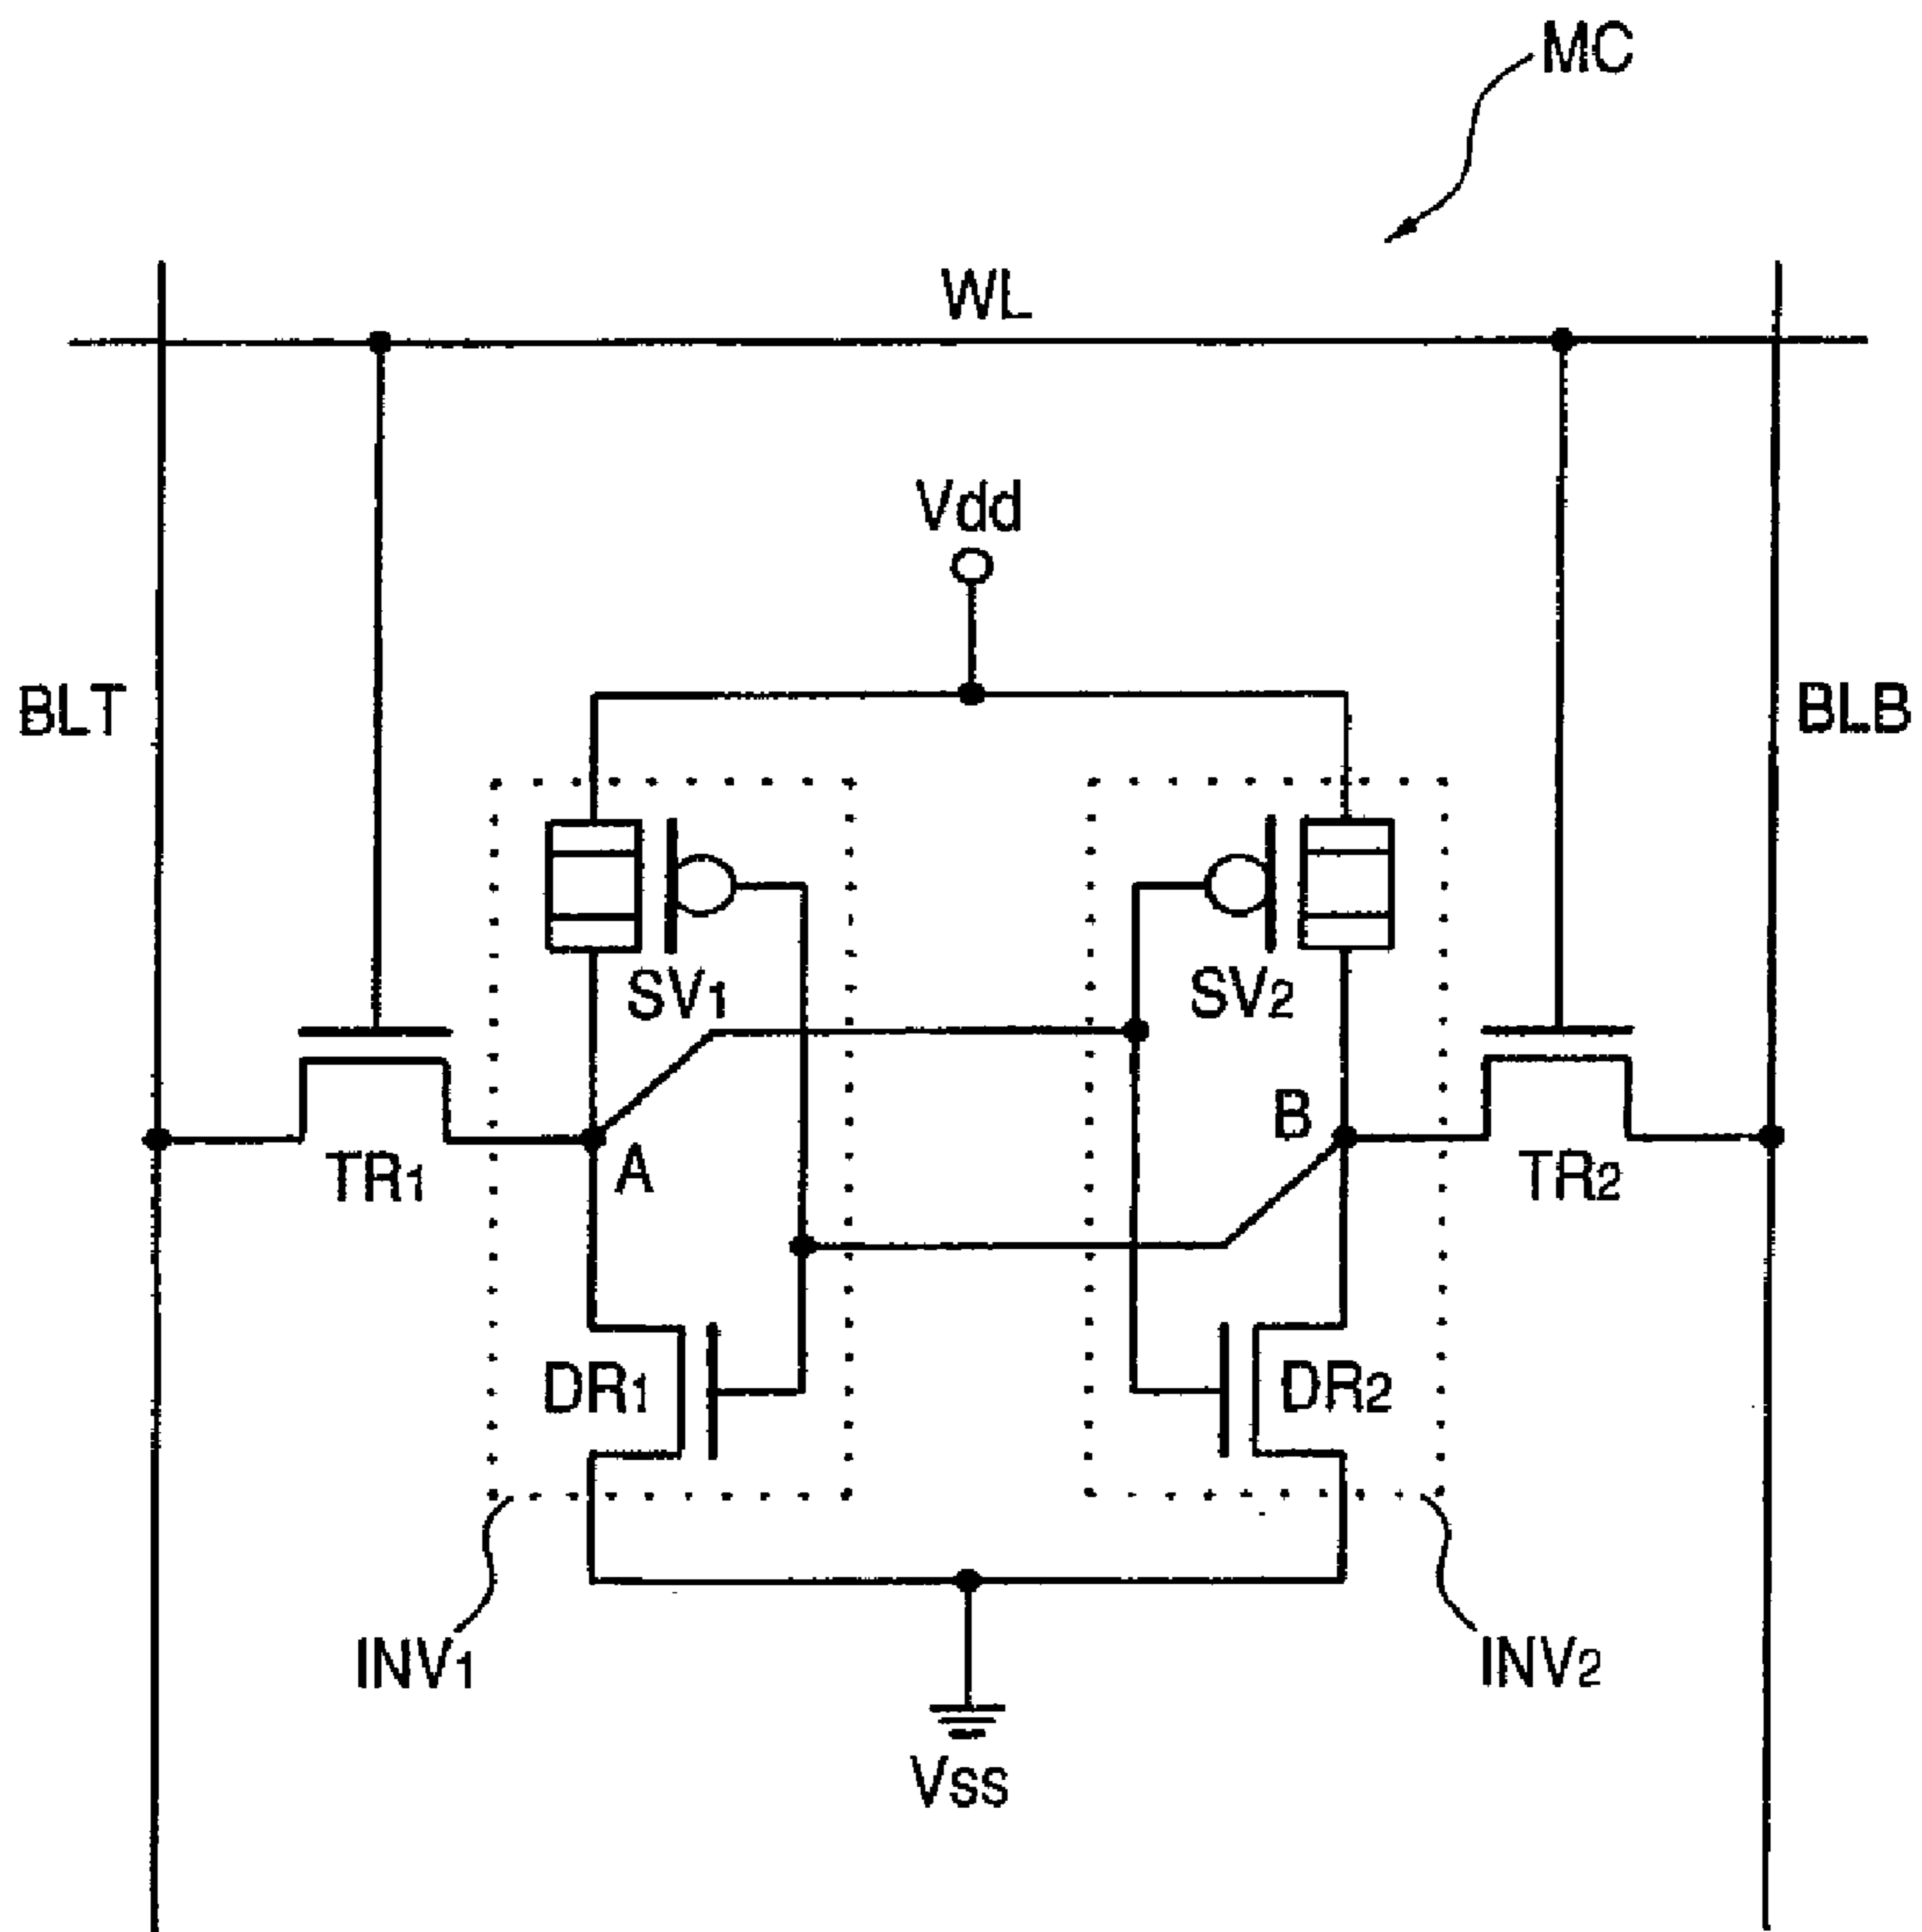 MC
WL
Vdd
BLT
BLB
SV1
SV2
B
A
TR1
TR2
DR1
DR2
INV1
INV2
Vss